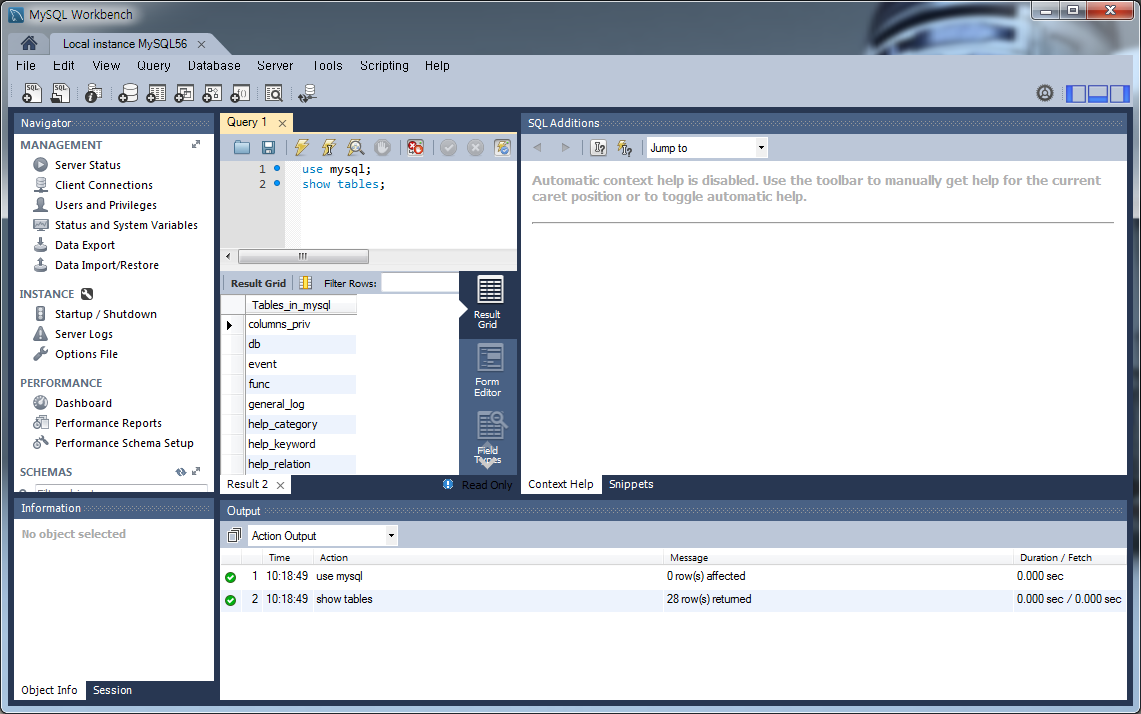 MySQL Workbench
Local instance MySQL56
File Edit View Query Database Server Tools Scripting Help
Navigator
MANAGEMENT
Server Status
Client Connections
Users and Privileges
Status and System Variables
Data Export
Data Import/Restore
INSTANCE
Startup / Shutdown
Server Logs
Options File
PERFORMANCE
Dashboard
Performance Reports
Performance Schema Setup
SCHEMAS
Information
No object selected
Object Info Session
Query 1
1 use mysql;
2 show tables;
Result Grid Filter Rows:
Tables_in_mysql
columns_priv
db
event
func
general_log
help_category
help_keyword
help_relation
Result
Grid
Form
Editor
Field
Types
Result 2 Read Only
SQL Additions
Jump to
Automatic context help is disabled. Use the toolbar to manually get help for the current
caret position or to toggle automatic help.
Context Help Snippets
Output
Action Output
Time Action Message Duration / Fetch
1 10:18:49 use mysql 0 row(s) affected 0.000 sec
2 10:18:49 show tables 28 row(s) returned 0.000 sec / 0.000 sec